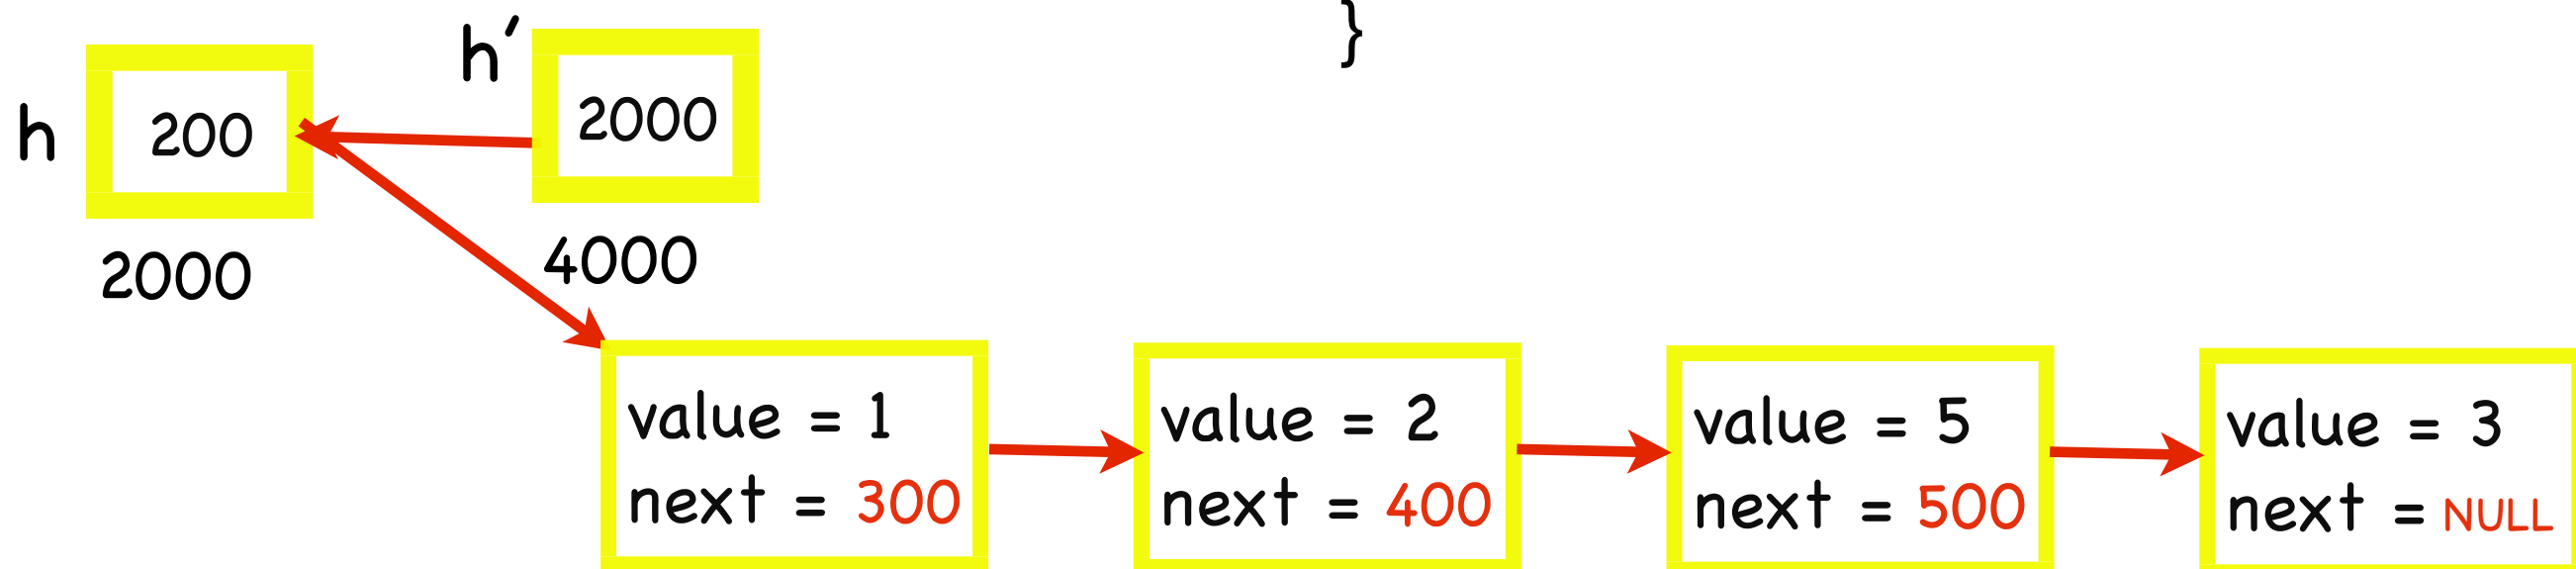 }
h
200
2000
h′
2000
4000
value = 1
next = 300
value = 2
next = 400
value = 5
next = 500
value = 3
next = NULL